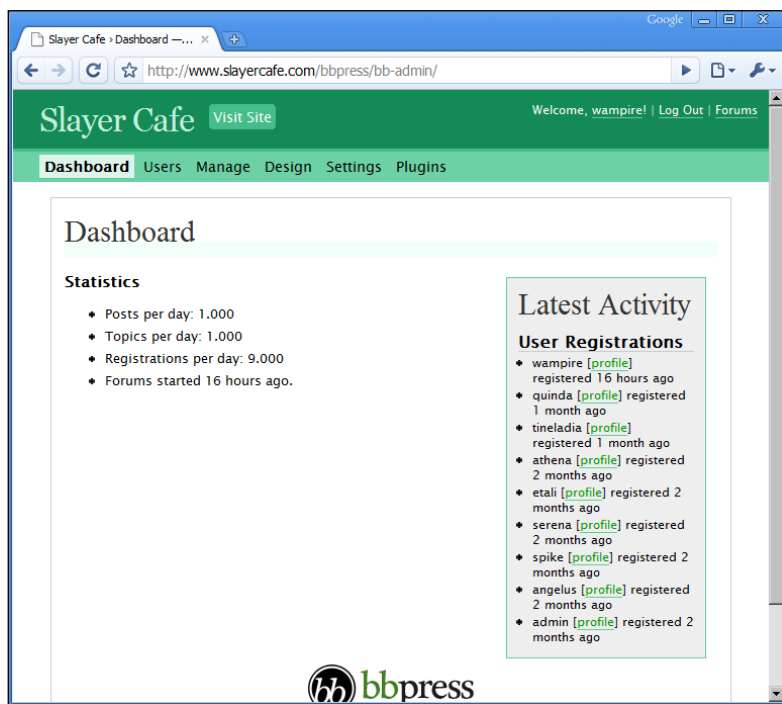 Google
Slayer Cafe › Dashboard —...
http://www.slayercafe.com/bbpress/bb-admin/
Slayer Cafe Visit Site
Welcome, wampire! | Log Out | Forums
Dashboard Users Manage Design Settings Plugins
Dashboard
Statistics
Posts per day: 1.000
Topics per day: 1.000
Registrations per day: 9.000
Forums started 16 hours ago.
Latest Activity
User Registrations
wampire [profile]
registered 16 hours ago
quinda [profile] registered
1 month ago
tineladia [profile]
registered 1 month ago
athena [profile] registered
2 months ago
etali [profile] registered 2
months ago
serena [profile] registered
2 months ago
spike [profile] registered 2
months ago
angelus [profile] registered
2 months ago
admin [profile] registered 2
months ago
bb bbpress